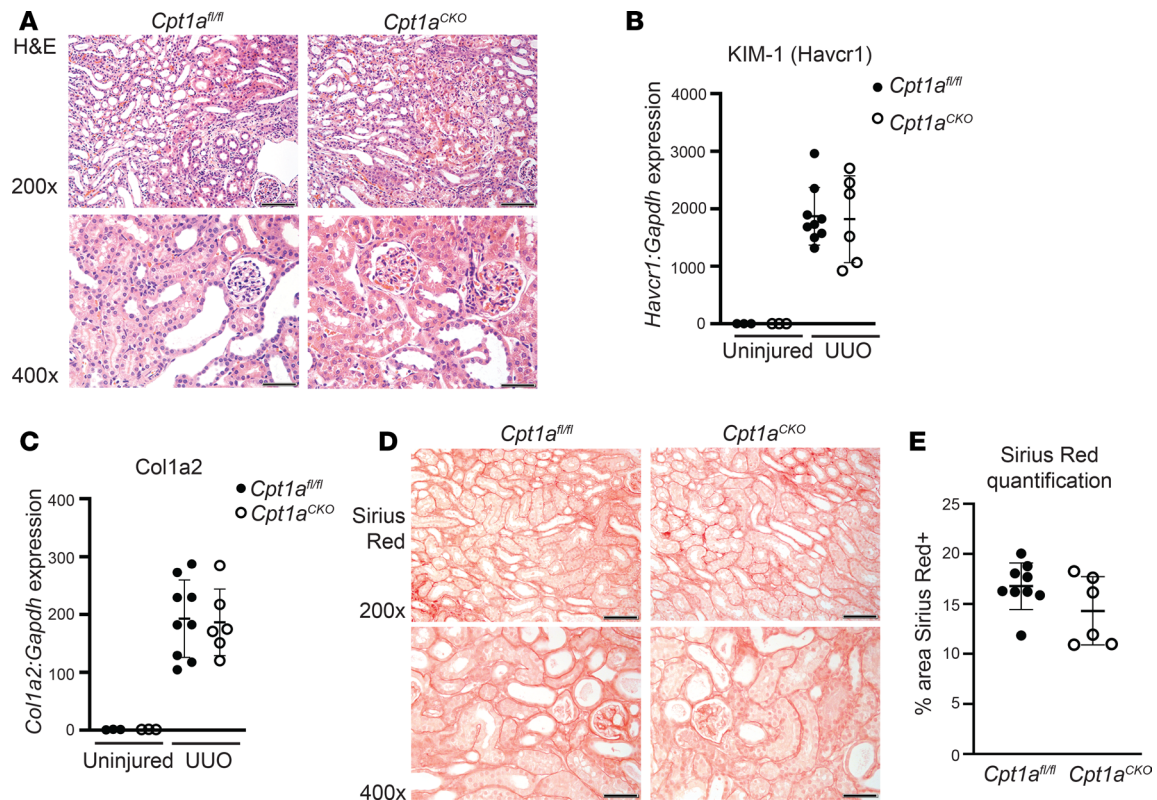 A
Cpt1a^fl/fl
Cpt1a^CKO
H&E
200x
400x
B
KIM-1 (Havcr1)
Cpt1a^fl/fl
Cpt1a^CKO
Havcr1:Gapdh expression
4000
3000
2000
1000
0
Uninjured
UUO
C
Col1a2
Cpt1a^fl/fl
Cpt1a^CKO
Col1a2:Gapdh expression
400
300
200
100
0
Uninjured
UUO
D
Cpt1a^fl/fl
Cpt1a^CKO
Sirius
Red
200x
400x
E
Sirius Red
quantification
% area Sirius Red+
25
20
15
10
5
0
Cpt1a^fl/fl
Cpt1a^CKO